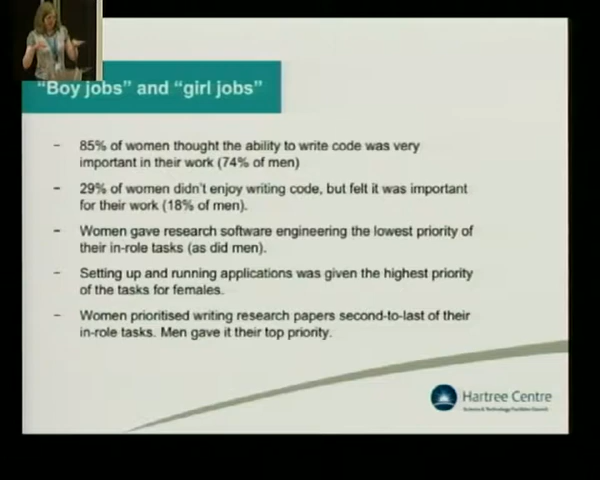 "Boy jobs" and "girl jobs"
– 85% of women thought the ability to write code was very
important in their work (74% of men)
– 29% of women didn't enjoy writing code, but felt it was important
for their work (18% of men).
– Women gave research software engineering the lowest priority of
their in-role tasks (as did men).
– Setting up and running applications was given the highest priority
of the tasks for females.
– Women prioritised writing research papers second-to-last of their
in-role tasks. Men gave it their top priority.
Hartree Centre
Science & Technology Facilities Council